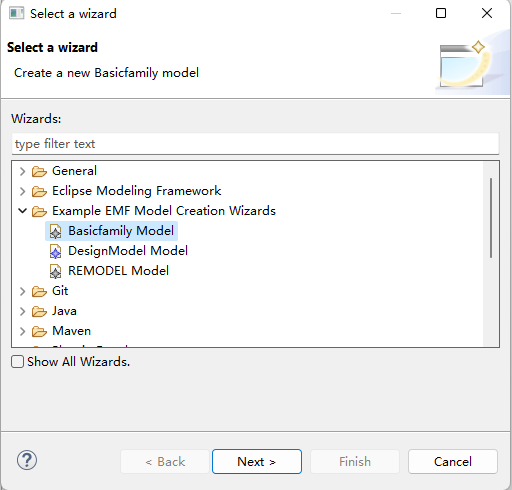 Select a wizard
Select a wizard
Create a new Basicfamily model
Wizards:
type filter text
General
Eclipse Modeling Framework
Example EMF Model Creation Wizards
Basicfamily Model
DesignModel Model
REMODEL Model
Git
Java
Maven
Show All Wizards.
?
< Back
Next >
Finish
Cancel